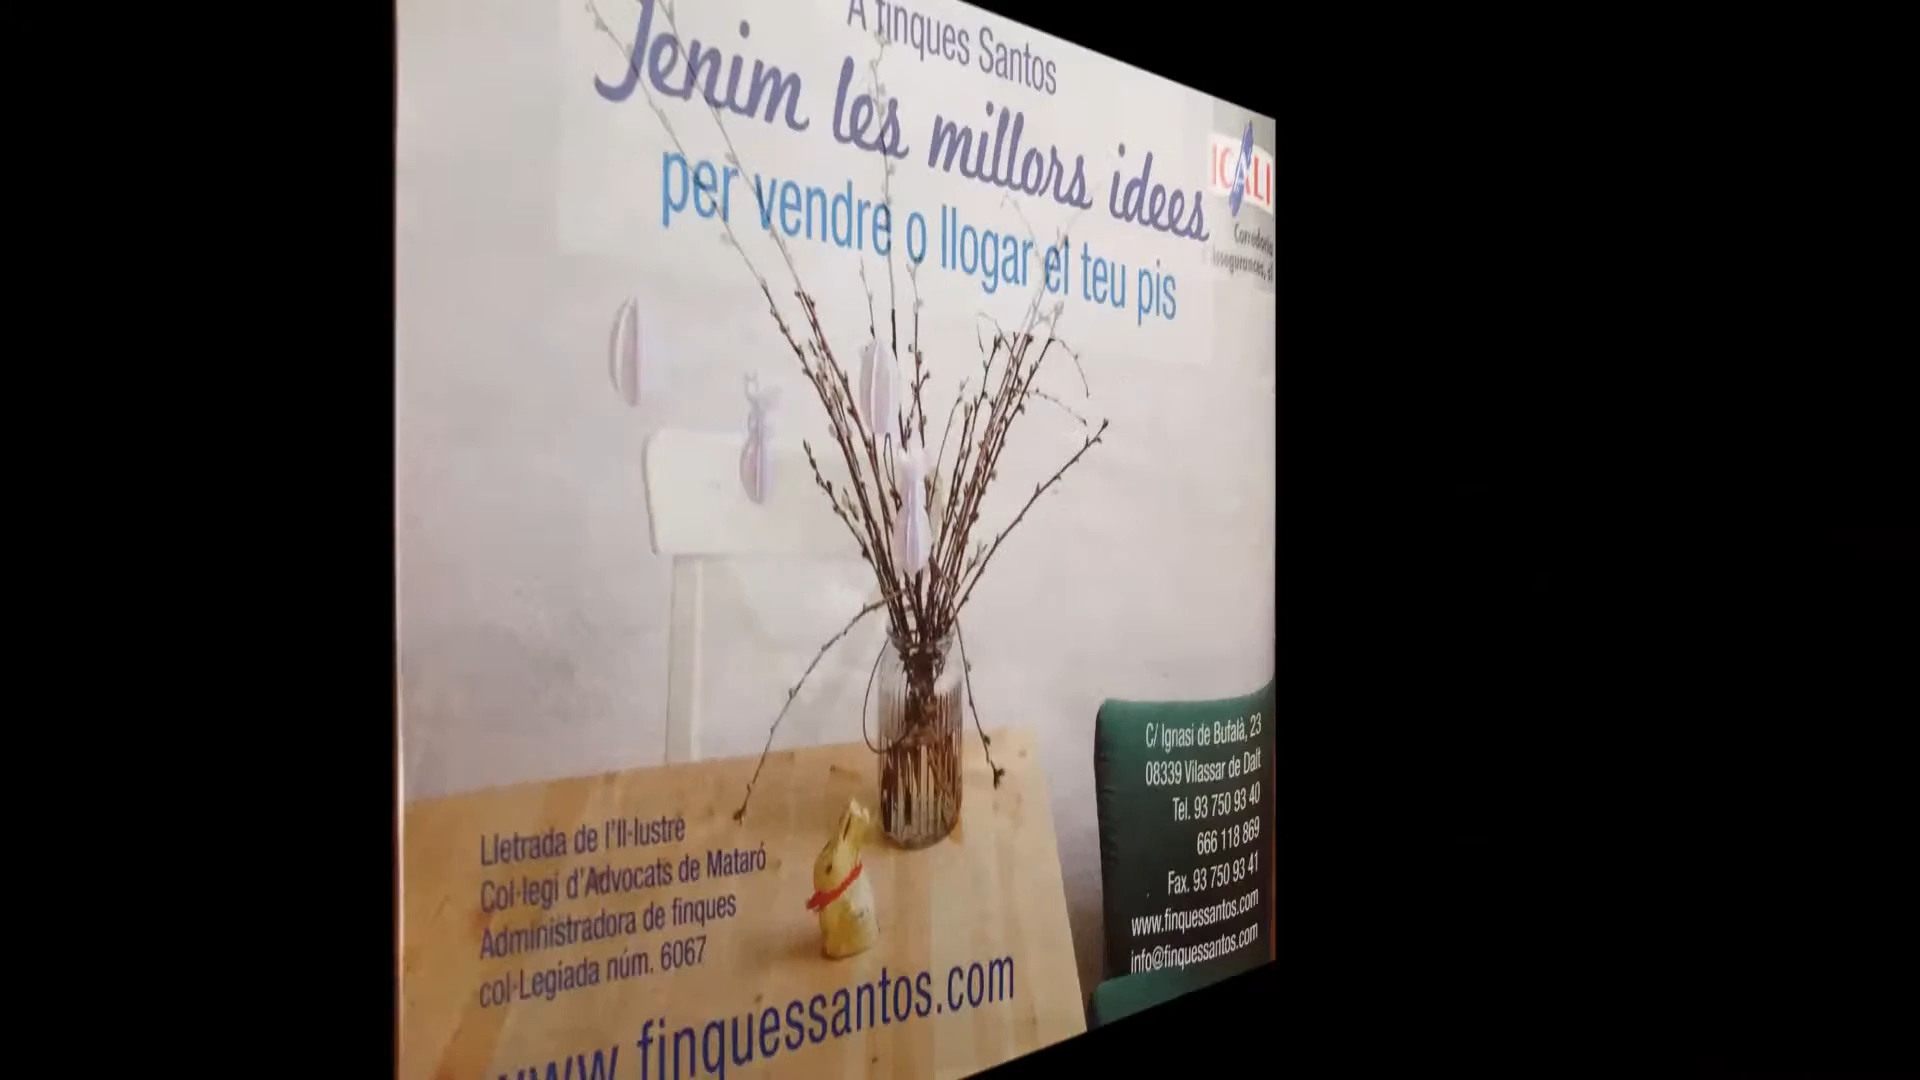 A finques Santos
Tenim les millors idees
per vendre o llogar el teu pis
ICALI
Corredoria
Assegurances, sl
C/ Ignasi de Bufalà, 23
08339 Vilassar de Dalt
Tel. 93 750 93 40
666 118 869
Fax. 93 750 93 41
www.finquessantos.com
info@finquessantos.com
Lletrada de l'Il·lustre
Col·legi d'Advocats de Mataró
Administradora de finques
col·Legiada núm. 6067
www.finquessantos.com